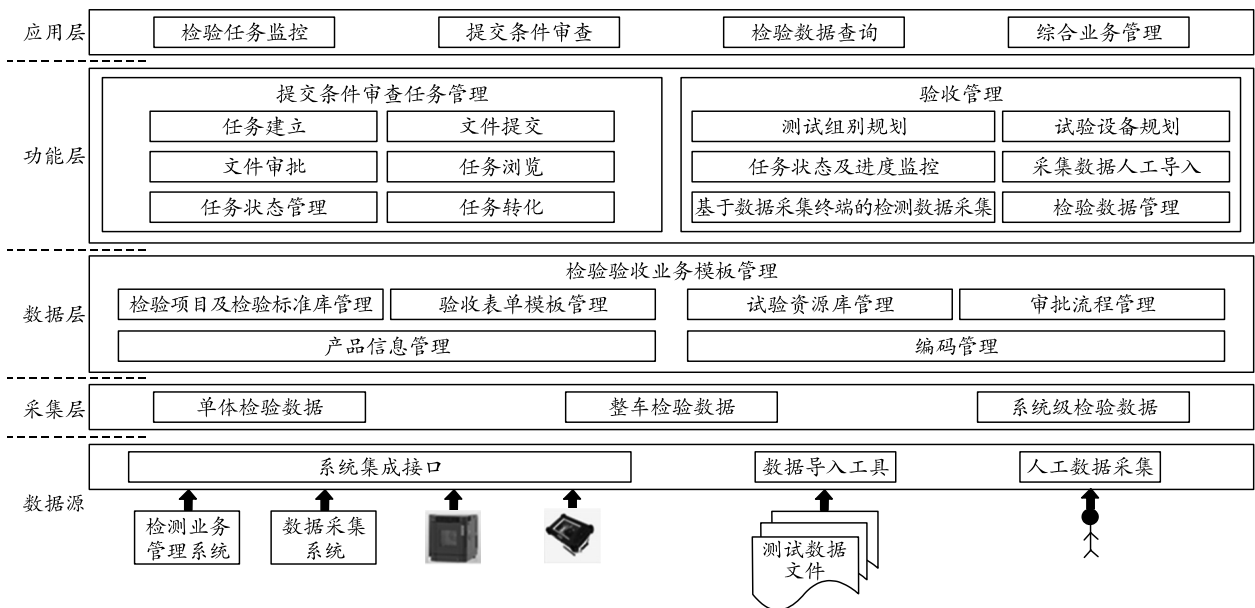 应用层
检验任务监控
提交条件审查
检验数据查询
综合业务管理
功能层
提交条件审查任务管理
任务建立
文件提交
文件审批
任务浏览
任务状态管理
任务转化
验收管理
测试组别规划
试验设备规划
任务状态及进度监控
采集数据人工导入
基于数据采集终端的检测数据采集
检验数据管理
数据层
检验验收业务模板管理
检验项目及检验标准库管理
验收表单模板管理
试验资源库管理
审批流程管理
产品信息管理
编码管理
采集层
单体检验数据
整车检验数据
系统级检验数据
数据源
系统集成接口
数据导入工具
人工数据采集
检测业务
管理系统
数据采集
系统
测试数据
文件